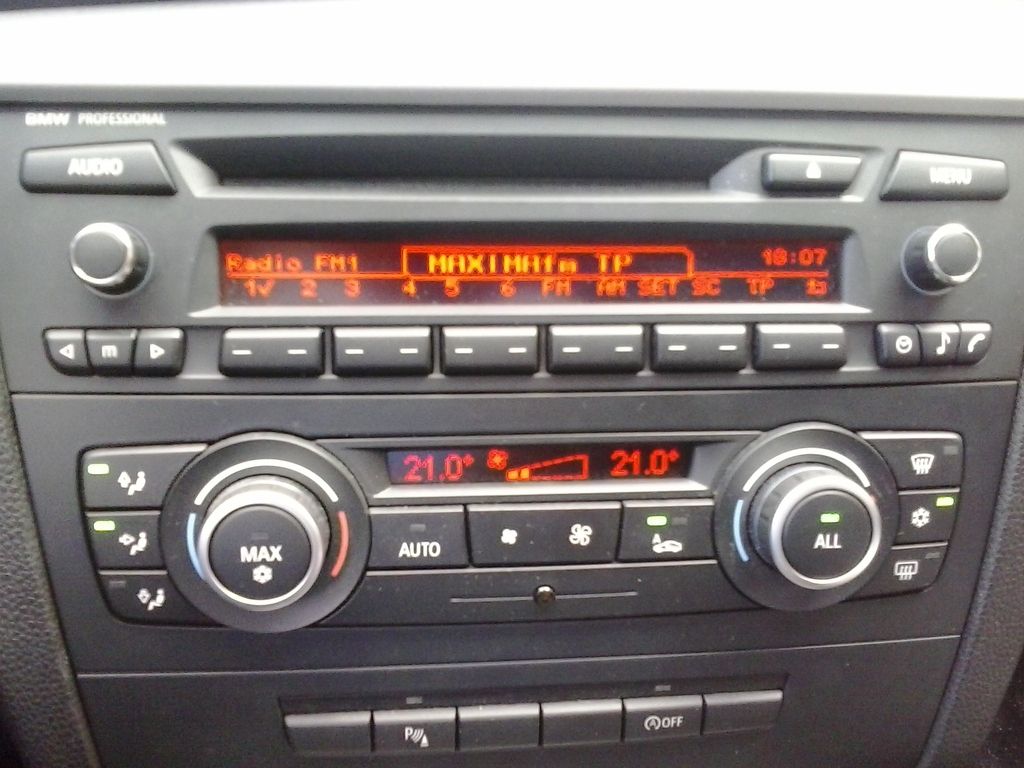 BMW PROFESSIONAL
AUDIO
MENU
Radio FM1 MAXIMAfm TP 18:07
1✓ 2 3 4 5 6 FM AM SET SC TP
m
21.0° 21.0°
MAX
AUTO
A
ALL
P
A OFF